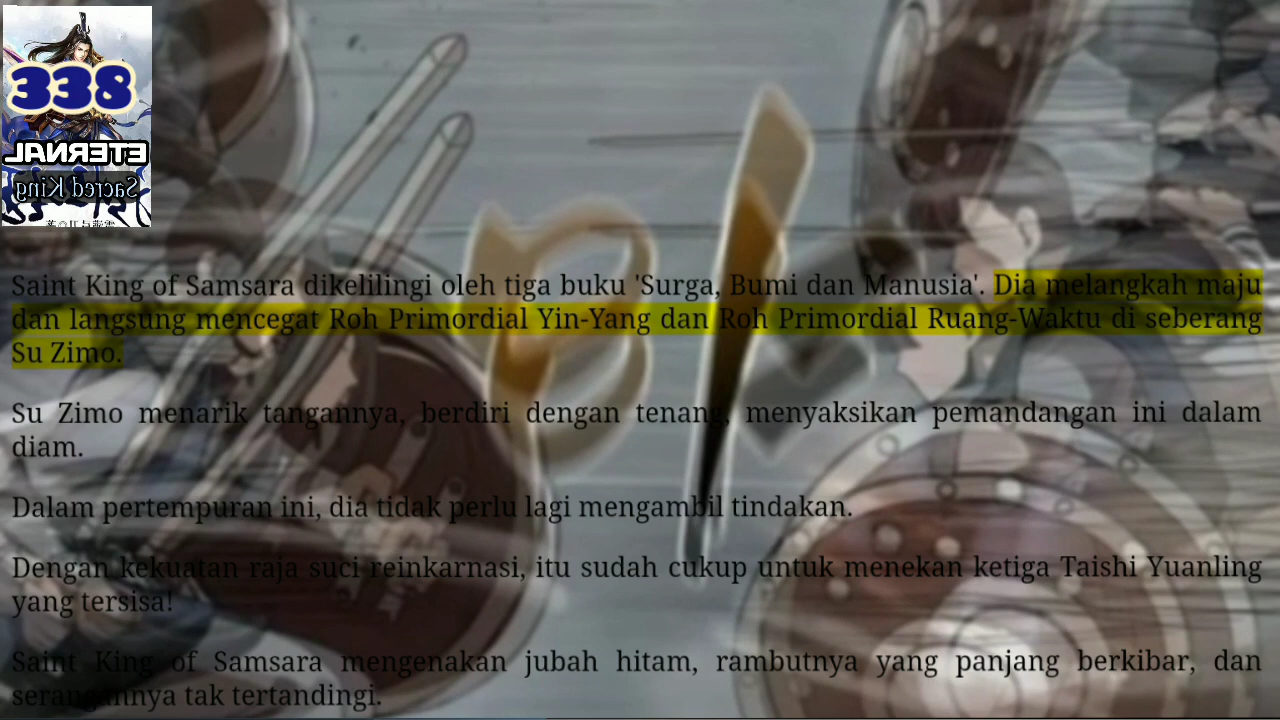 338
ETERNAL
Sacred King
Saint King of Samsara dikelilingi oleh tiga buku 'Surga, Bumi dan Manusia'. Dia melangkah maju
dan langsung mencegat Roh Primordial Yin-Yang dan Roh Primordial Ruang-Waktu di seberang
Su Zimo.
Su Zimo menarik tangannya, berdiri dengan tenang, menyaksikan pemandangan ini dalam
diam.
Dalam pertempuran ini, dia tidak perlu lagi mengambil tindakan.
Dengan kekuatan raja suci reinkarnasi, itu sudah cukup untuk menekan ketiga Taishi Yuanling
yang tersisa!
Saint King of Samsara mengenakan jubah hitam, rambutnya yang panjang berkibar, dan
serangannya tak tertandingi.